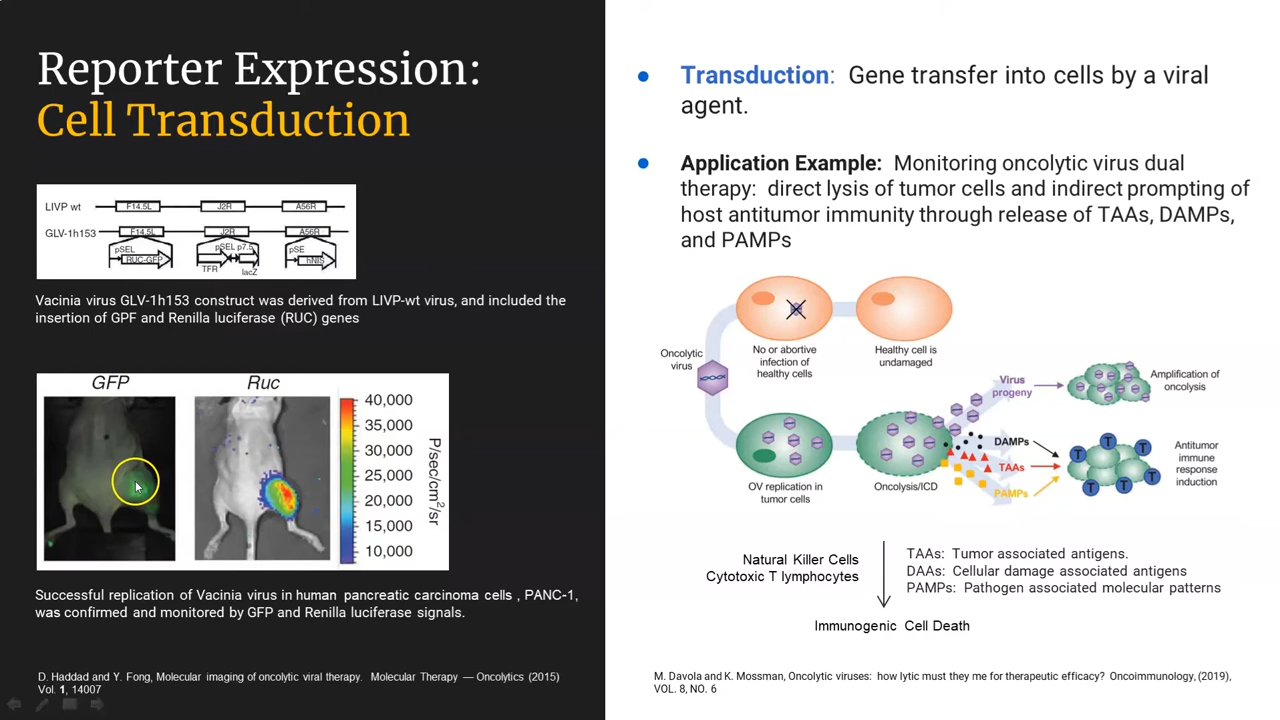 Reporter Expression:
Cell Transduction
LIVP wt
F14.5L
J2R
A56R
GLV-1h153
F14.5L
J2R
A56R
pSEL
pSEL p7.5
pSE
RUC-GFP
hNIS
TFR
lacZ
Vacinia virus GLV-1h153 construct was derived from LIVP-wt virus, and included the
insertion of GPF and Renilla luciferase (RUC) genes
GFP
Ruc
40,000
35,000
30,000
25,000
20,000
15,000
10,000
P/sec/cm²/sr
Successful replication of Vacinia virus in human pancreatic carcinoma cells , PANC-1,
was confirmed and monitored by GFP and Renilla luciferase signals.
D. Haddad and Y. Fong, Molecular imaging of oncolytic viral therapy. Molecular Therapy — Oncolytics (2015)
Vol. 1, 14007
Transduction: Gene transfer into cells by a viral
agent.
Application Example: Monitoring oncolytic virus dual
therapy: direct lysis of tumor cells and indirect prompting of
host antitumor immunity through release of TAAs, DAMPs,
and PAMPs
Oncolytic
virus
No or abortive
infection of
healthy cells
Healthy cell is
undamaged
Virus
progeny
Amplification of
oncolysis
DAMPs
TAAs
PAMPs
T
T
T
T
T
T
Antitumor
immune
response
induction
OV replication in
tumor cells
Oncolysis/ICD
Natural Killer Cells
Cytotoxic T lymphocytes
TAAs: Tumor associated antigens.
DAAs: Cellular damage associated antigens
PAMPs: Pathogen associated molecular patterns
Immunogenic Cell Death
M. Davola and K. Mossman, Oncolytic viruses: how lytic must they me for therapeutic efficacy? Oncoimmunology, (2019),
VOL. 8, NO. 6